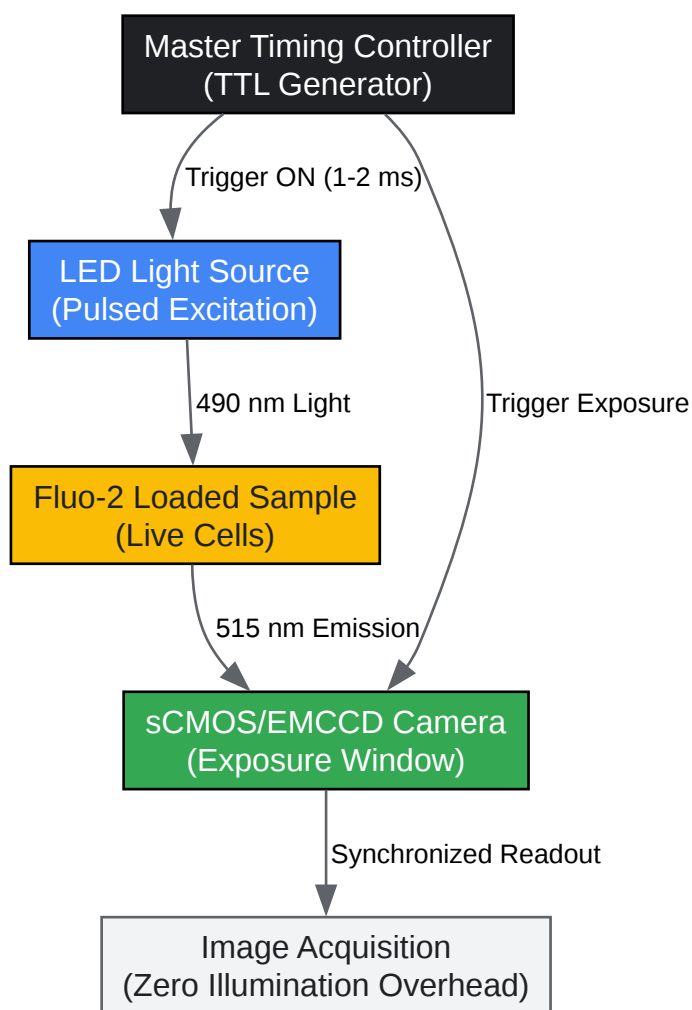 Master Timing Controller
(TTL Generator)
Trigger ON (1-2 ms)
LED Light Source
(Pulsed Excitation)
490 nm Light
Trigger Exposure
Fluo-2 Loaded Sample
(Live Cells)
515 nm Emission
sCMOS/EMCCD Camera
(Exposure Window)
Synchronized Readout
Image Acquisition
(Zero Illumination Overhead)